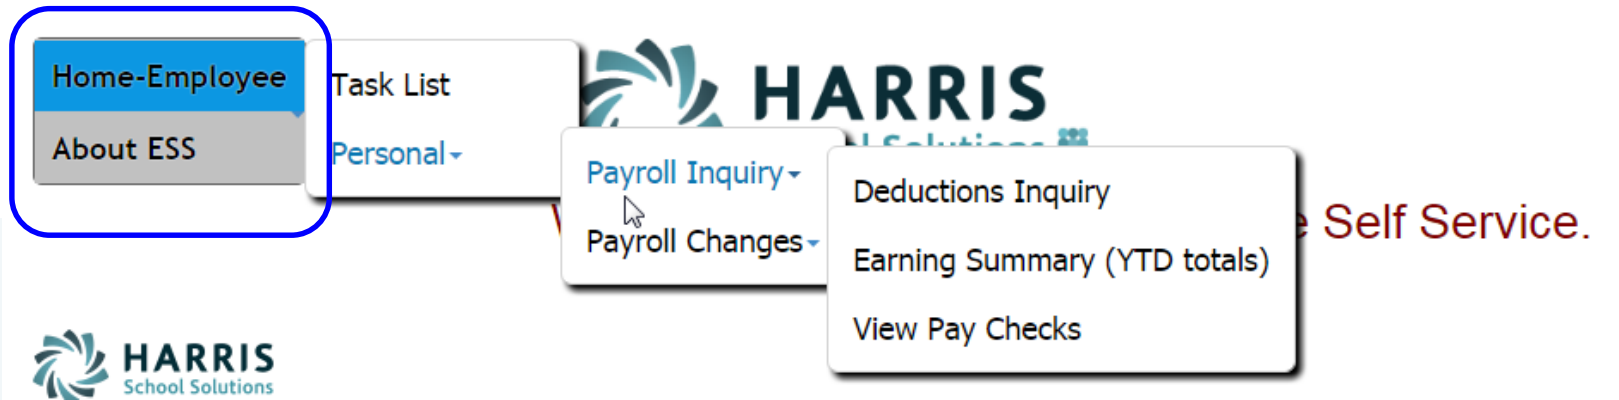 Home-Employee
About ESS
Task List
Personal
HARRIS
Payroll Inquiry
Payroll Changes
Deductions Inquiry
Earning Summary (YTD totals)
View Pay Checks
Self Service.
HARRIS
School Solutions